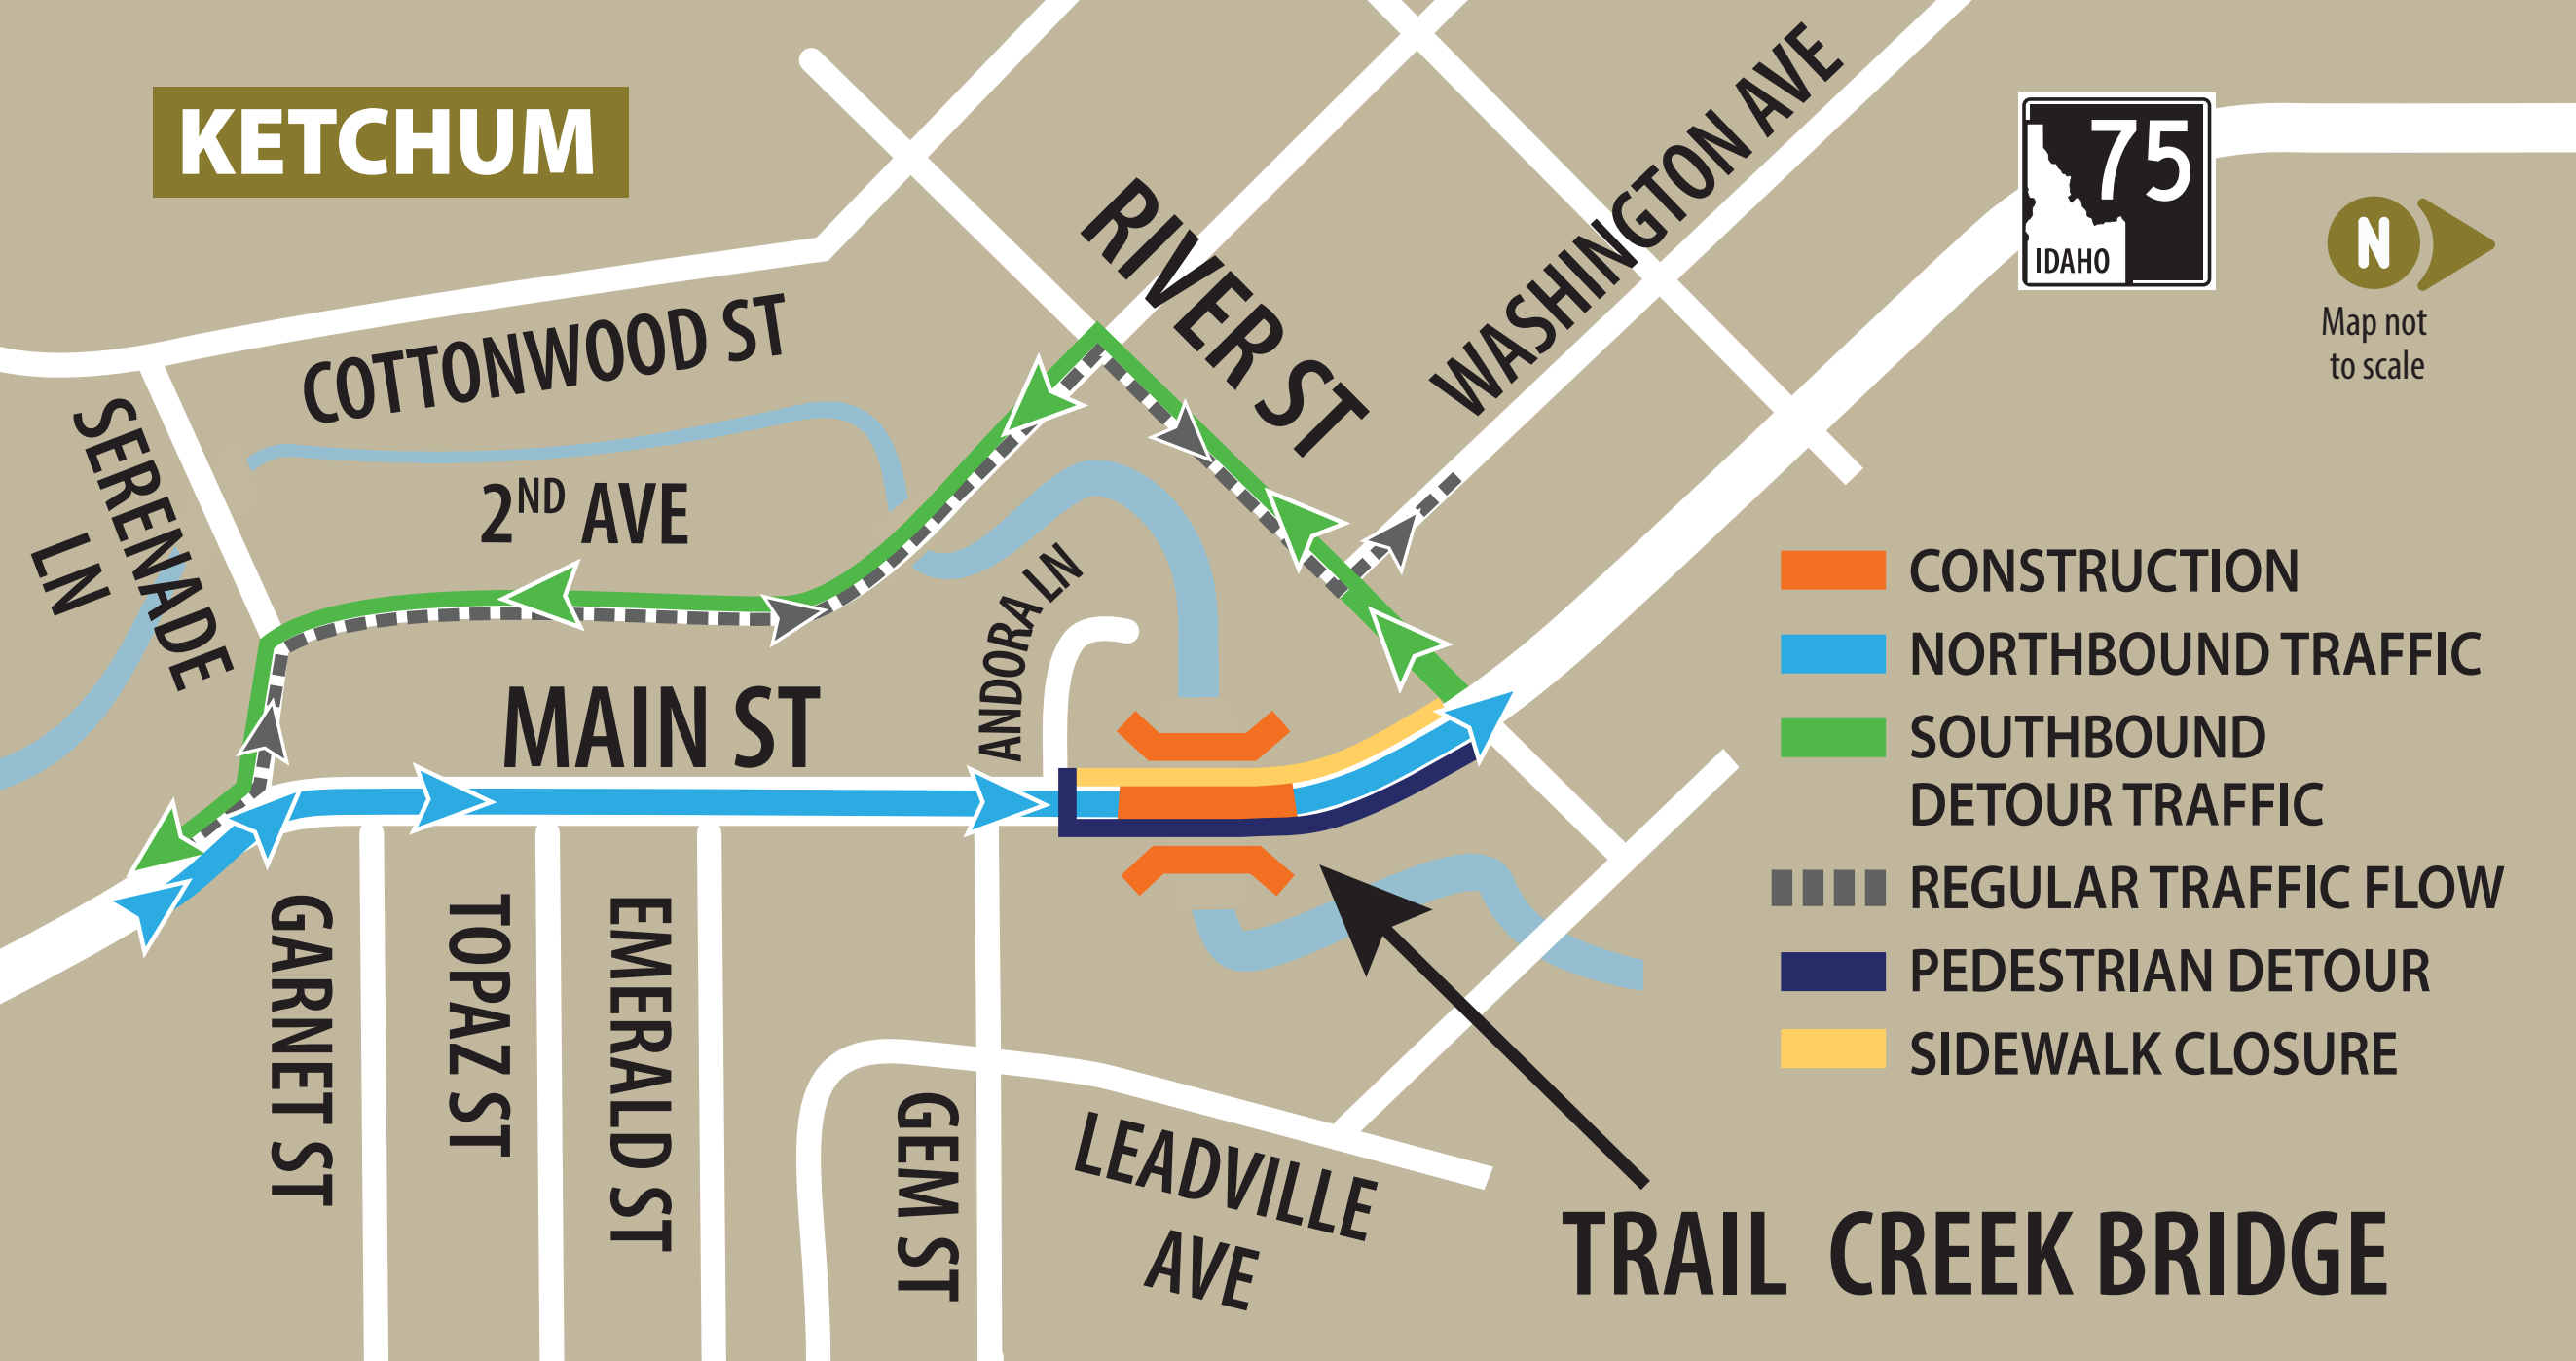 KETCHUM
75
IDAHO
N
Map not
to scale
RIVER ST
WASHINGTON AVE
COTTONWOOD ST
SERENADE
LN
2ND AVE
ANDORA LN
MAIN ST
CONSTRUCTION
NORTHBOUND TRAFFIC
SOUTHBOUND
DETOUR TRAFFIC
REGULAR TRAFFIC FLOW
PEDESTRIAN DETOUR
SIDEWALK CLOSURE
GARNET ST
TOPAZ ST
EMERALD ST
GEM ST
LEADVILLE
AVE
TRAIL CREEK BRIDGE